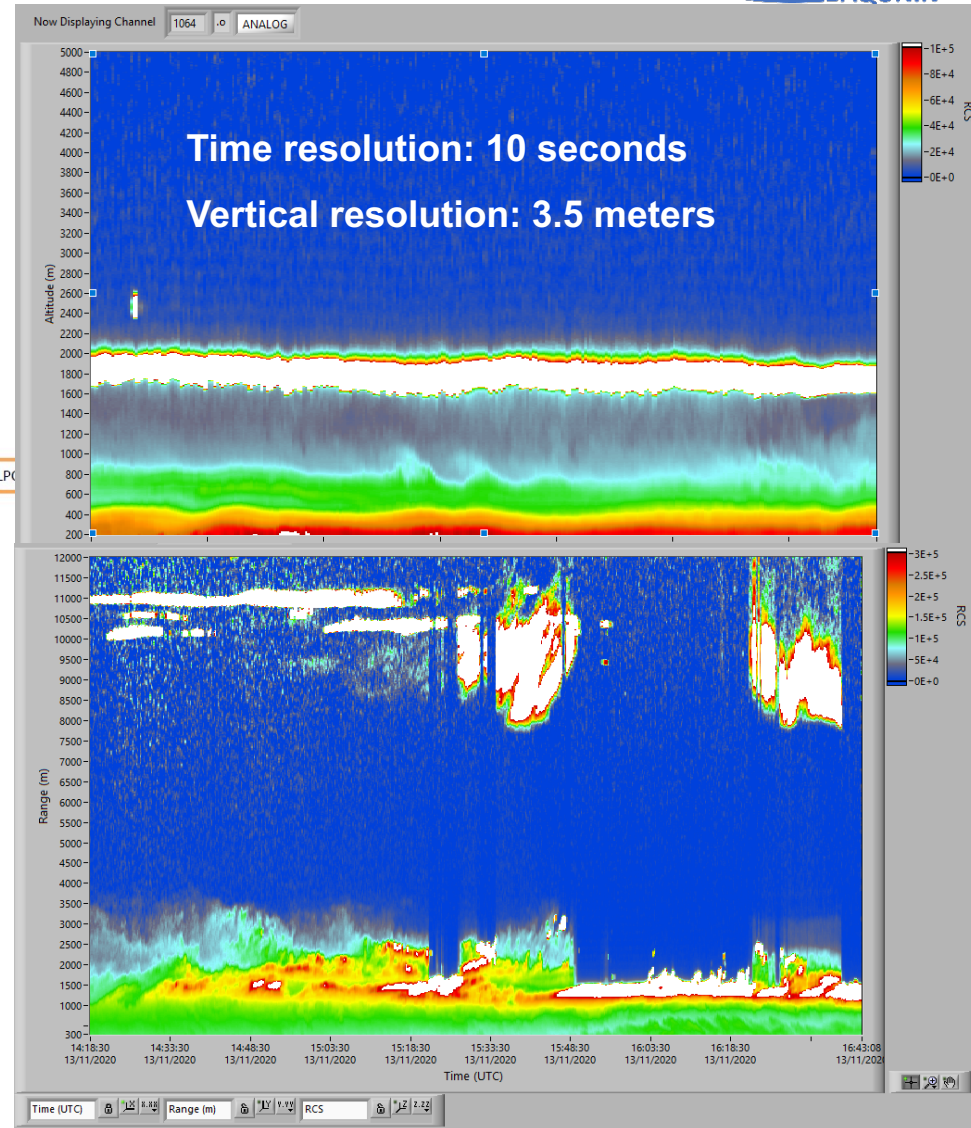 Now Displaying Channel 1064 .o ANALOG
5000
4800
4600
4400
4200
4000
3800
3600
3400
3200
3000
2800
2600
2400
2200
2000
1800
1600
1400
1200
1000
800
600
400
200
Altitude (m)
Time resolution: 10 seconds
Vertical resolution: 3.5 meters
1E+5
8E+4
6E+4
4E+4
2E+4
0E+0
RCS
12000
11500
11000
10500
10000
9500
9000
8500
8000
7500
7000
6500
6000
5500
5000
4500
4000
3500
3000
2500
2000
1500
1000
300
Range (m)
3E+5
2.5E+5
2E+5
1.5E+5
1E+5
5E+4
0E+0
RCS
14:18:30 14:33:30 14:48:30 15:03:30 15:18:30 15:33:30 15:48:30 16:03:30 16:18:30 16:43:08
13/11/2020 13/11/2020 13/11/2020 13/11/2020 13/11/2020 13/11/2020 13/11/2020 13/11/2020 13/11/2020 13/11/202
Time (UTC)
Time (UTC) Range (m) RCS